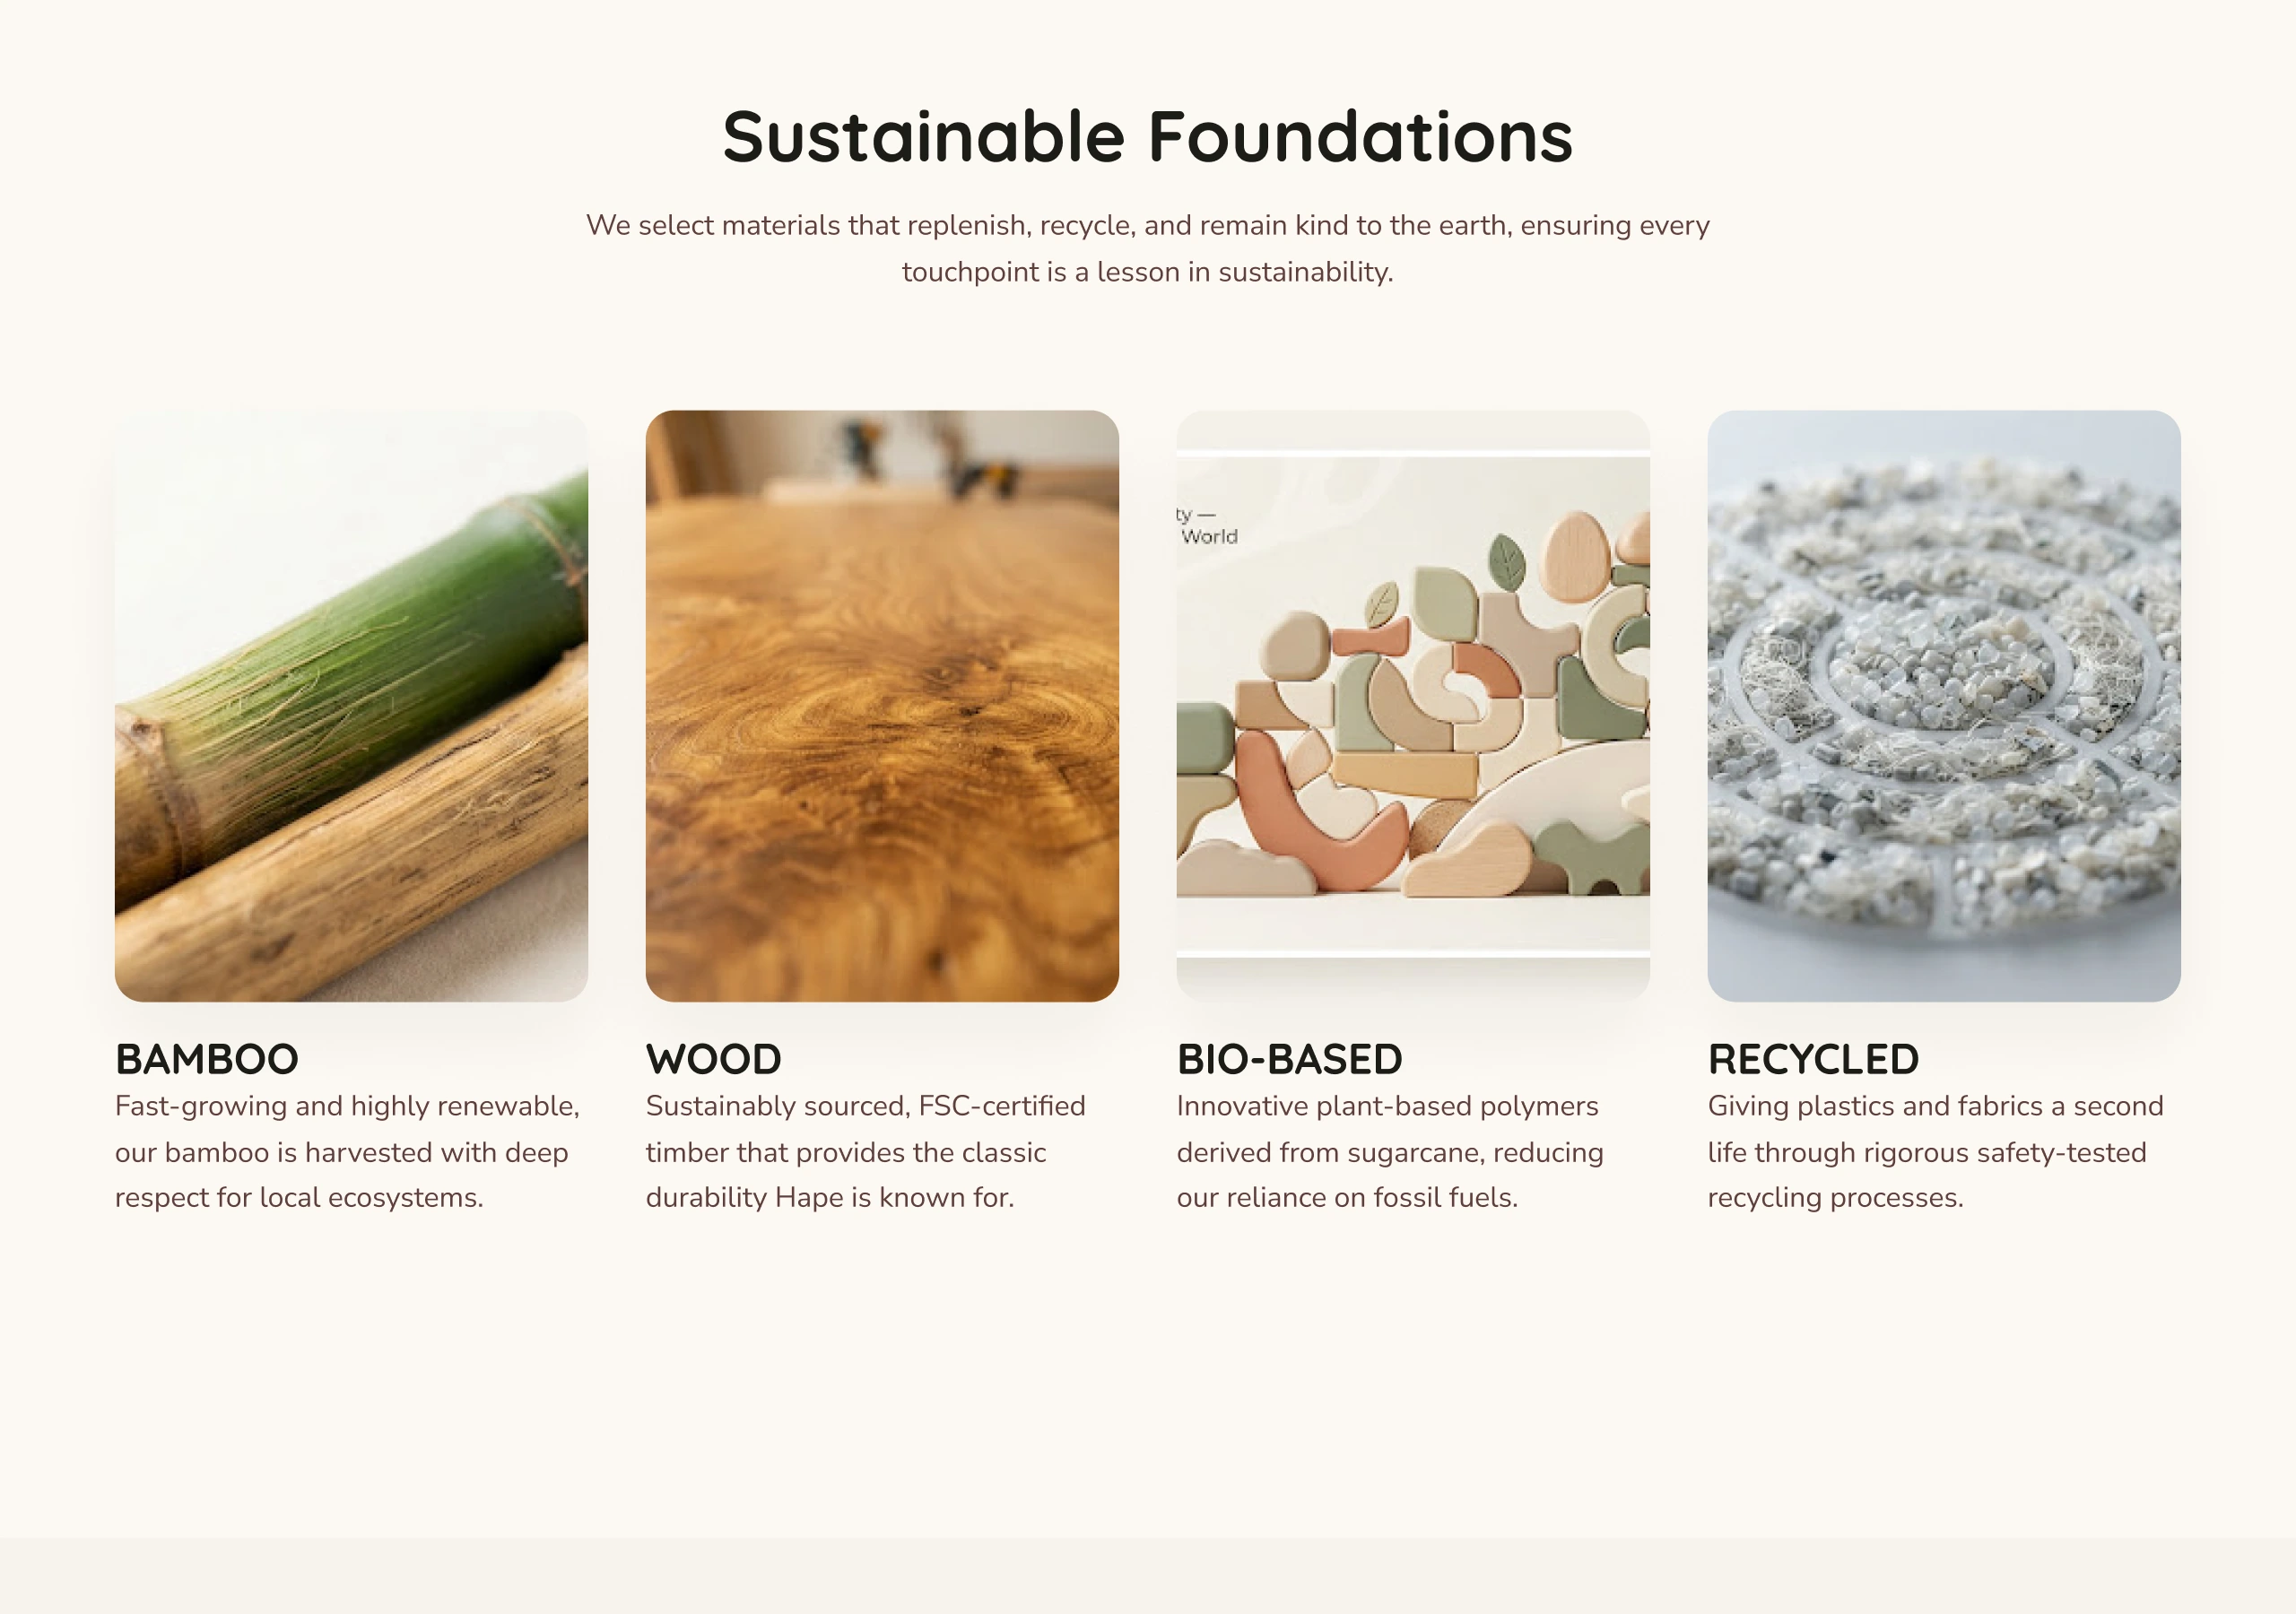 Sustainable Foundations
We select materials that replenish, recycle, and remain kind to the earth, ensuring every
touchpoint is a lesson in sustainability.
ty —
World
BAMBOO
Fast-growing and highly renewable,
our bamboo is harvested with deep
respect for local ecosystems.
WOOD
Sustainably sourced, FSC-certified
timber that provides the classic
durability Hape is known for.
BIO-BASED
Innovative plant-based polymers
derived from sugarcane, reducing
our reliance on fossil fuels.
RECYCLED
Giving plastics and fabrics a second
life through rigorous safety-tested
recycling processes.